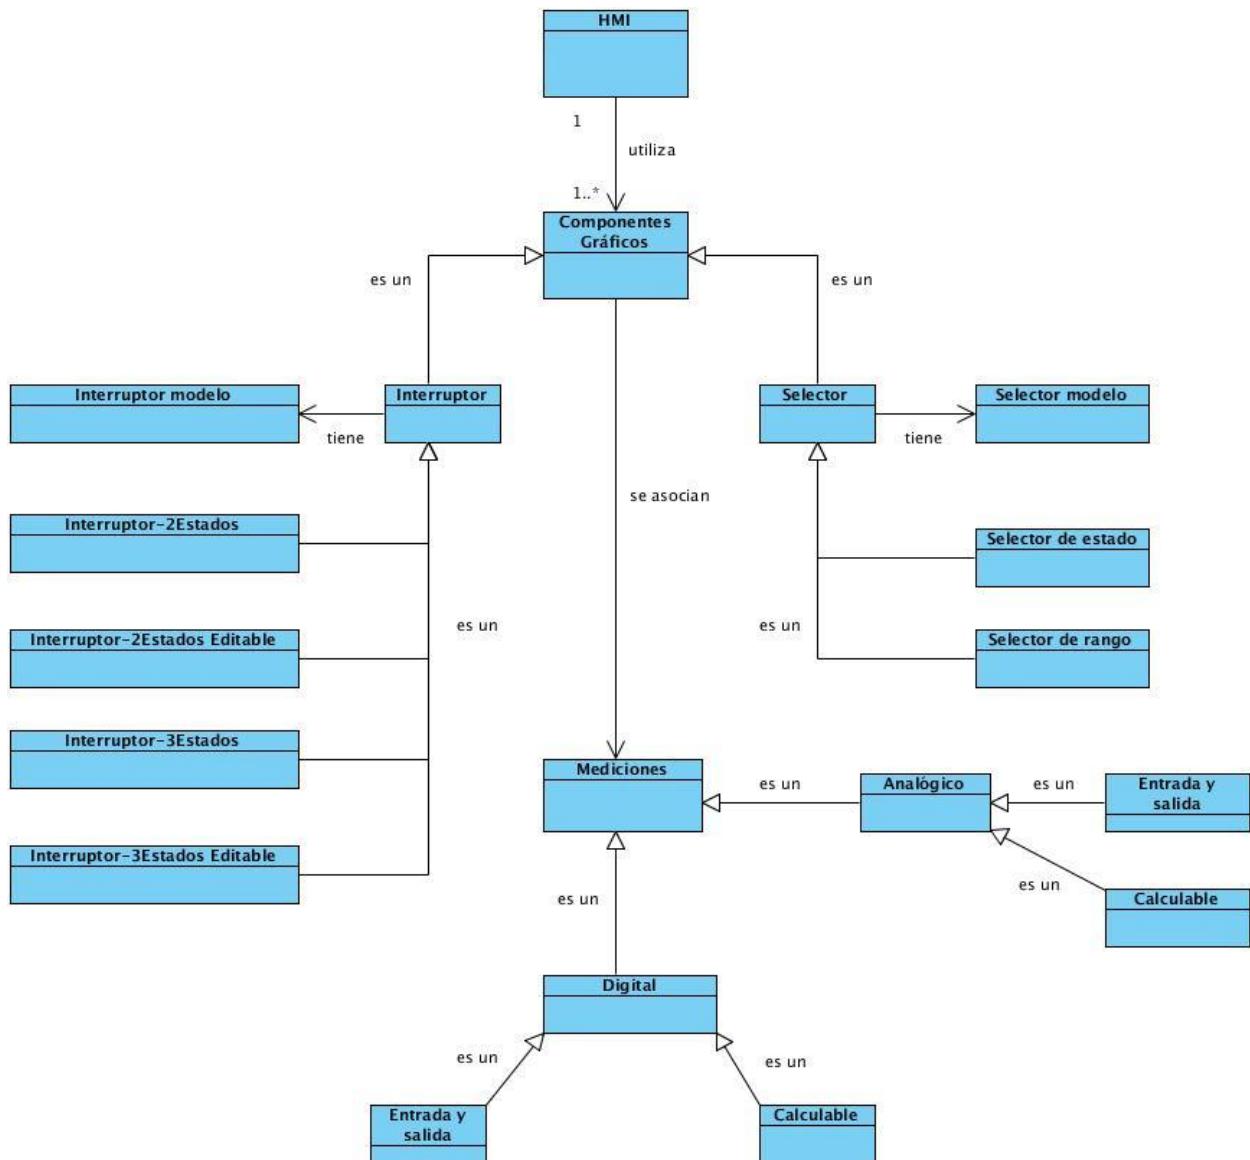 HMI
1
utiliza
1..*
Componentes
Gráficos
es un
es un
Interruptor modelo
Interruptor
Selector
Selector modelo
tiene
tiene
se asocian
Interruptor-2Estados
Selector de estado
Interruptor-2Estados Editable
es un
es un
Selector de rango
Interruptor-3Estados
Mediciones
es un
Analógico
es un
Entrada y
salida
Interruptor-3Estados Editable
es un
es un
Calculable
Digital
es un
es un
Entrada y
salida
Calculable